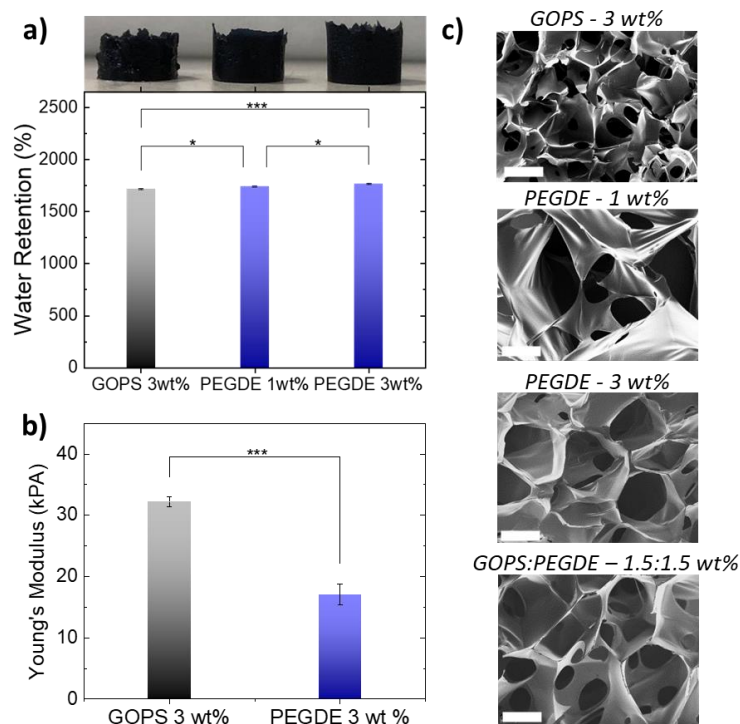 a)
***
*
*
Water Retention (%)
2500
2000
1750
1500
1000
500
0
GOPS 3wt%
PEGDE 1wt%
PEGDE 3wt%
b)
***
Young's Modulus (kPA)
40
30
20
10
0
GOPS 3 wt%
PEGDE 3 wt %
c)
GOPS - 3 wt%
PEGDE - 1 wt%
PEGDE - 3 wt%
GOPS:PEGDE – 1.5:1.5 wt%